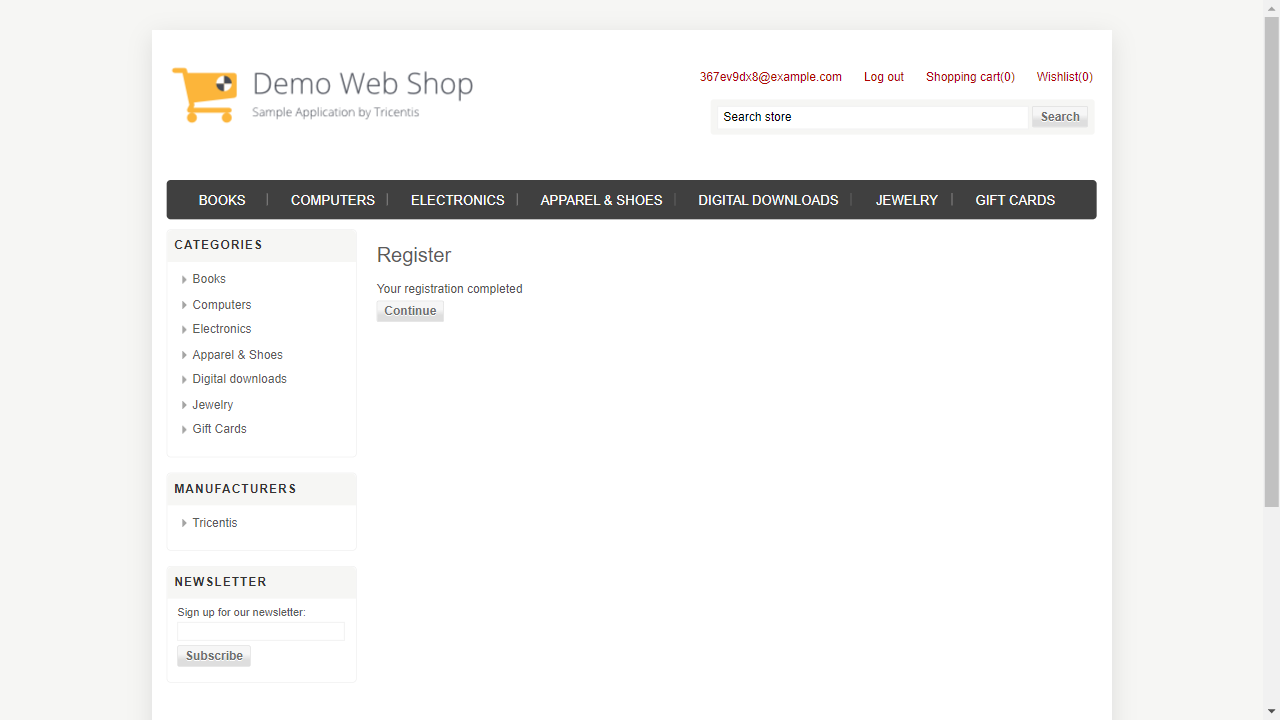 Demo Web Shop
Sample Application by Tricentis
367ev9dx8@example.com Log out Shopping cart(0) Wishlist(0)
Search store Search
BOOKS COMPUTERS ELECTRONICS APPAREL & SHOES DIGITAL DOWNLOADS JEWELRY GIFT CARDS
CATEGORIES
Books
Computers
Electronics
Apparel & Shoes
Digital downloads
Jewelry
Gift Cards
MANUFACTURERS
Tricentis
NEWSLETTER
Sign up for our newsletter:
Subscribe
Register
Your registration completed
Continue